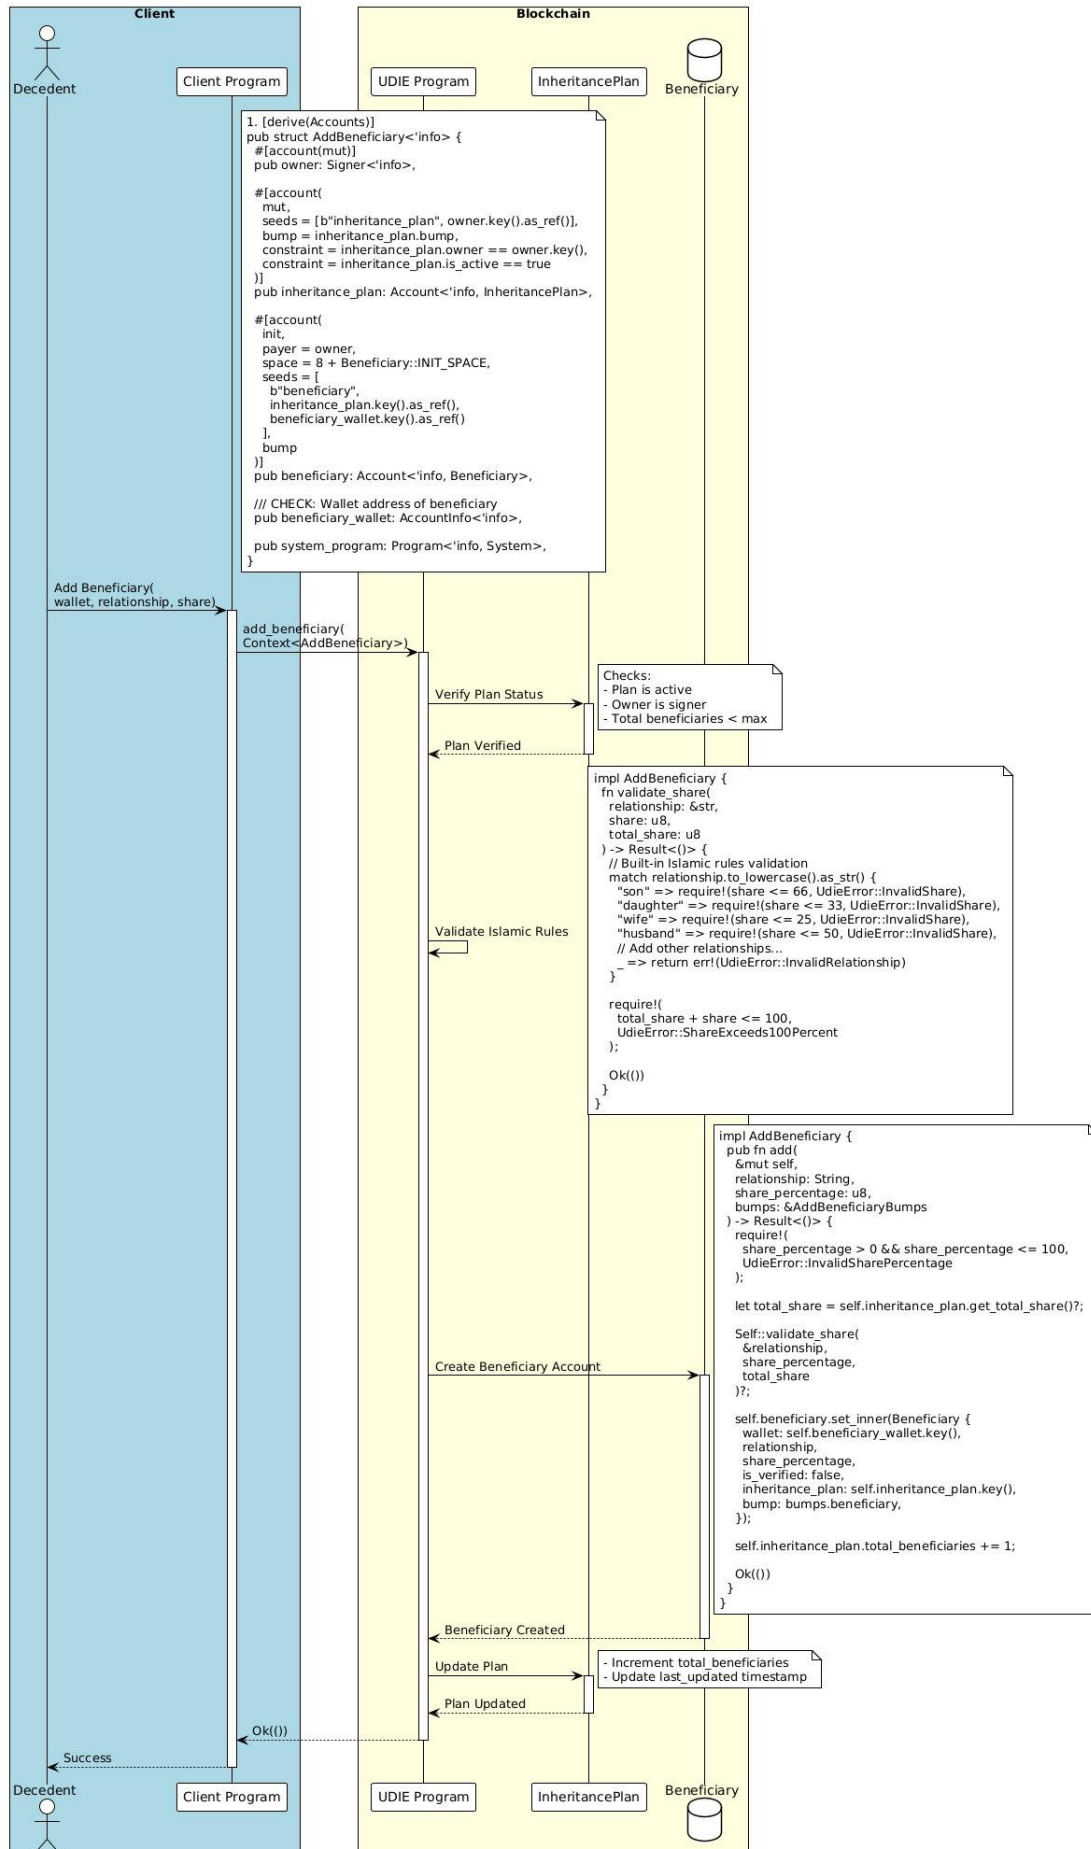 Client
Blockchain
Decedent
Client Program
UDIE Program
InheritancePlan
Beneficiary
1. [derive(Accounts)]
pub struct AddBeneficiary<'info> {
#[account(mut)]
pub owner: Signer<'info>,
#[account(
mut,
seeds = [b"inheritance_plan", owner.key().as_ref()],
bump = inheritance_plan.bump,
constraint = inheritance_plan.owner == owner.key(),
constraint = inheritance_plan.is_active == true
)]
pub inheritance_plan: Account<'info, InheritancePlan>,
#[account(
init,
payer = owner,
space = 8 + Beneficiary::INIT_SPACE,
seeds = [
b"beneficiary",
inheritance_plan.key().as_ref(),
beneficiary_wallet.key().as_ref()
],
bump
)]
pub beneficiary: Account<'info, Beneficiary>,
/// CHECK: Wallet address of beneficiary
pub beneficiary_wallet: AccountInfo<'info>,
pub system_program: Program<'info, System>,
}
Add Beneficiary(
wallet, relationship, share)
add_beneficiary(
Context<AddBeneficiary>)
Verify Plan Status
Checks:
- Plan is active
- Owner is signer
- Total beneficiaries < max
Plan Verified
Validate Islamic Rules
impl AddBeneficiary {
fn validate_share(
relationship: &str,
share: u8,
total_share: u8
) -> Result<()> {
// Built-in Islamic rules validation
match relationship.to_lowercase().as_str() {
"son" => require!(share <= 66, UdieError::InvalidShare),
"daughter" => require!(share <= 33, UdieError::InvalidShare),
"wife" => require!(share <= 25, UdieError::InvalidShare),
"husband" => require!(share <= 50, UdieError::InvalidShare),
// Add other relationships...
_ => return err!(UdieError::InvalidRelationship)
}
require!(
total_share + share <= 100,
UdieError::ShareExceeds100Percent
);
Ok(())
}
}
Create Beneficiary Account
impl AddBeneficiary {
pub fn add(
&mut self,
relationship: String,
share_percentage: u8,
bumps: &AddBeneficiaryBumps
) -> Result<()> {
require!(
share_percentage > 0 && share_percentage <= 100,
UdieError::InvalidSharePercentage
);
let total_share = self.inheritance_plan.get_total_share()?;
Self::validate_share(
&relationship,
share_percentage,
total_share
)?;
self.beneficiary.set_inner(Beneficiary {
wallet: self.beneficiary_wallet.key(),
relationship,
share_percentage,
is_verified: false,
inheritance_plan: self.inheritance_plan.key(),
bump: bumps.beneficiary,
});
self.inheritance_plan.total_beneficiaries += 1;
Ok(())
}
}
Beneficiary Created
Update Plan
- Increment total_beneficiaries
- Update last_updated timestamp
Plan Updated
Ok(())
Success
Decedent
Client Program
UDIE Program
InheritancePlan
Beneficiary